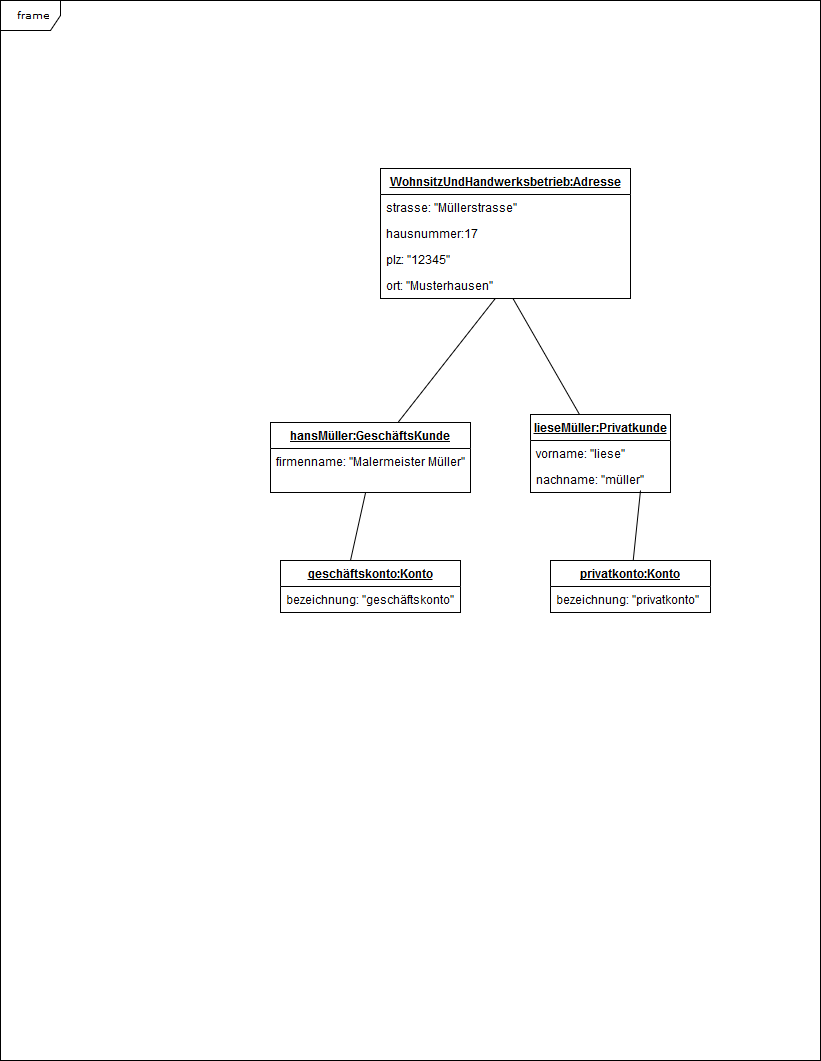 frame
WohnsitzUndHandwerksbetrieb:Adresse
strasse: "Müllerstrasse"
hausnummer:17
plz: "12345"
ort: "Musterhausen"
hansMüller:GeschäftsKunde
firmenname: "Malermeister Müller"
lieseMüller:Privatkunde
vorname: "liese"
nachname: "müller"
geschäftskonto:Konto
bezeichnung: "geschäftskonto"
privatkonto:Konto
bezeichnung: "privatkonto"